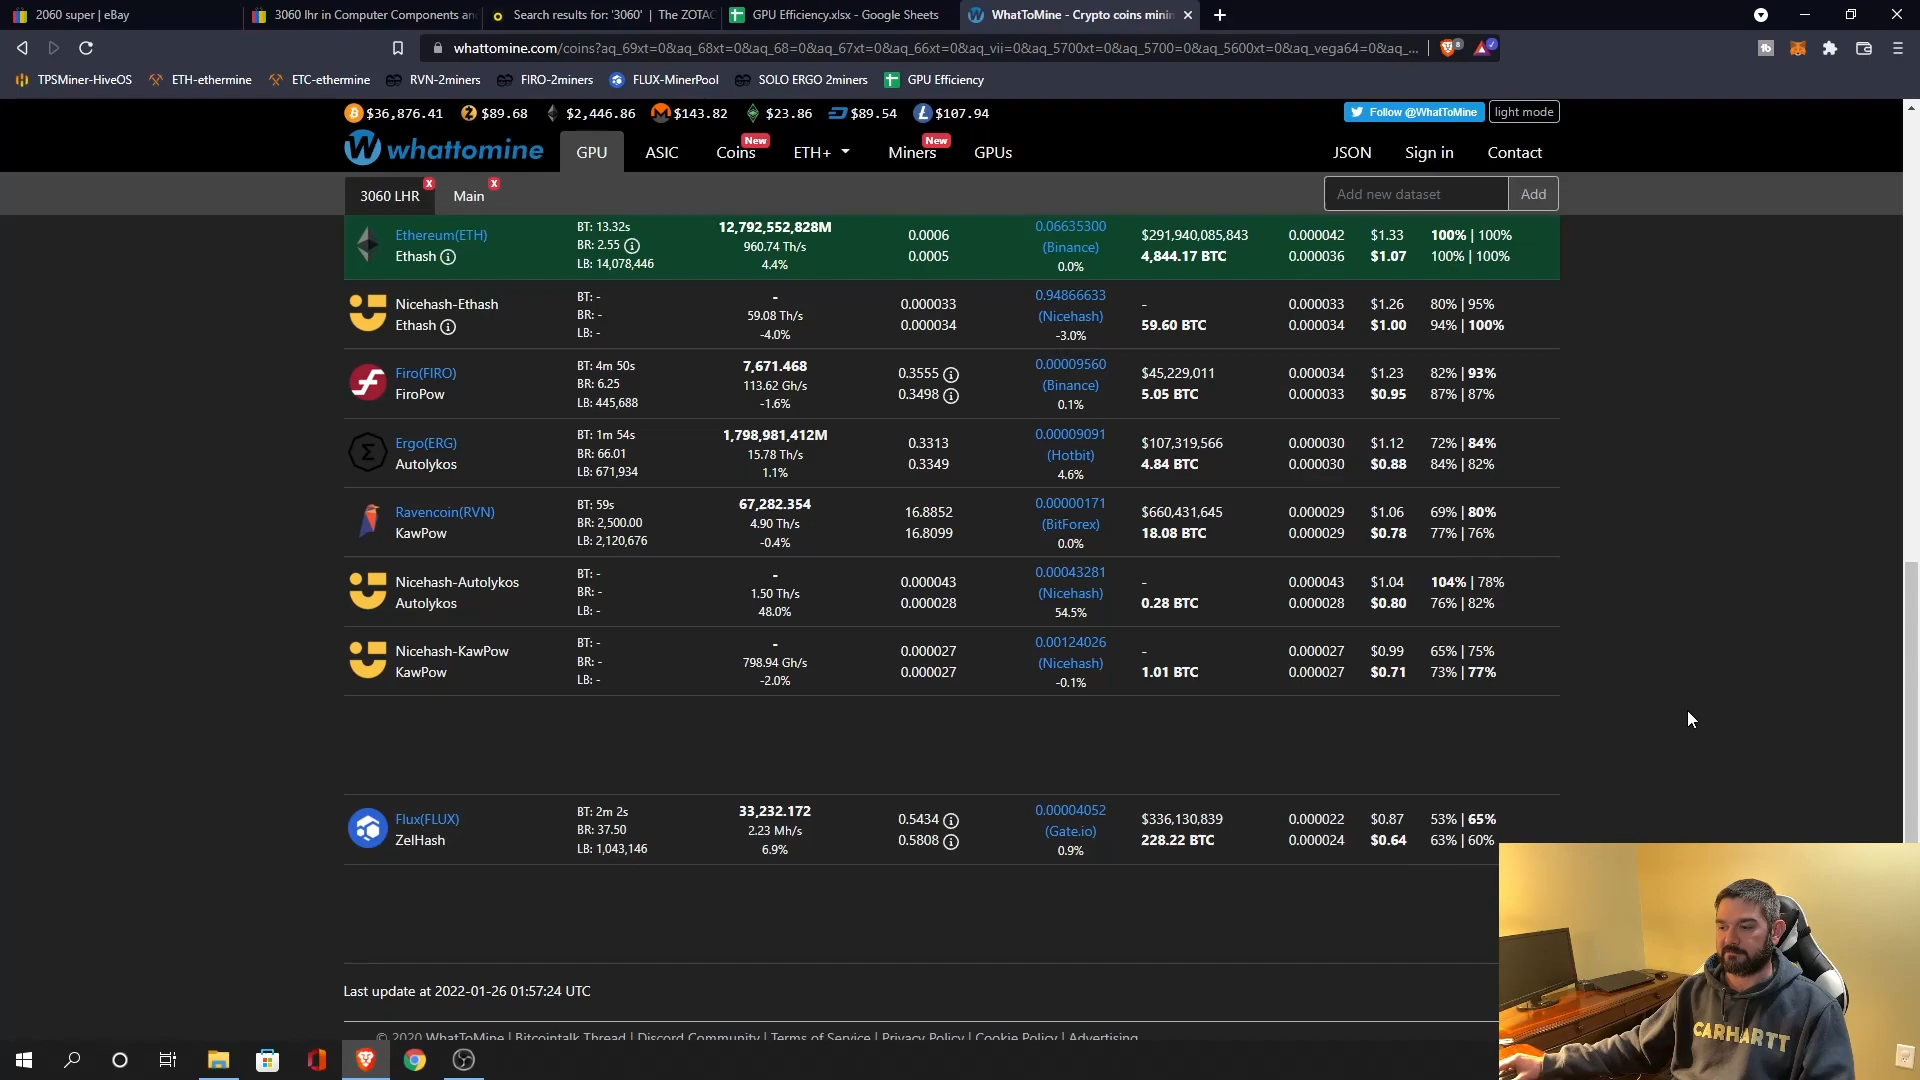 2060 super | eBay
3060 lhr in Computer Components an
Search results for: '3060' | The ZOTAC
GPU Efficiency.xlsx - Google Sheets
WhatToMine - Crypto coins minin
whattomine.com/coins?aq_69xt=0&aq_68xt=0&aq_68=0&aq_67xt=0&aq_66xt=0&aq_vii=0&aq_5700xt=0&aq_5700=0&aq_5600xt=0&aq_vega64=0&aq_...
TPSMiner-HiveOS
ETH-ethermine
ETC-ethermine
RVN-2miners
FIRO-2miners
FLUX-MinerPool
SOLO ERGO 2miners
GPU Efficiency
$36,876.41 $89.68 $2,446.86 $143.82 $23.86 $89.54 $107.94
Follow @WhatToMine
light mode
whattomine
GPU ASIC Coins New ETH+ Miners New GPUs
JSON Sign in Contact
3060 LHR x Main x
Add new dataset Add
Ethereum(ETH)
Ethash
BT: 13.32s
BR: 2.55
LB: 14,078,446
12,792,552,828M
960.74 Th/s
4.4%
0.0006
0.0005
0.06635300
(Binance)
0.0%
$291,940,085,843
4,844.17 BTC
0.000042
0.000036
$1.33
$1.07
100% | 100%
100% | 100%
Nicehash-Ethash
Ethash
BT: -
BR: -
LB: -
-
59.08 Th/s
-4.0%
0.000033
0.000034
0.94866633
(Nicehash)
-3.0%
-
59.60 BTC
0.000033
0.000034
$1.26
$1.00
80% | 95%
94% | 100%
Firo(FIRO)
FiroPow
BT: 4m 50s
BR: 6.25
LB: 445,688
7,671.468
113.62 Gh/s
-1.6%
0.3555
0.3498
0.00009560
(Binance)
0.1%
$45,229,011
5.05 BTC
0.000034
0.000033
$1.23
$0.95
82% | 93%
87% | 87%
Ergo(ERG)
Autolykos
BT: 1m 54s
BR: 66.01
LB: 671,934
1,798,981,412M
15.78 Th/s
1.1%
0.3313
0.3349
0.00009091
(Hotbit)
4.6%
$107,319,566
4.84 BTC
0.000030
0.000030
$1.12
$0.88
72% | 84%
84% | 82%
Ravencoin(RVN)
KawPow
BT: 59s
BR: 2,500.00
LB: 2,120,676
67,282.354
4.90 Th/s
-0.4%
16.8852
16.8099
0.00000171
(BitForex)
0.0%
$660,431,645
18.08 BTC
0.000029
0.000029
$1.06
$0.78
69% | 80%
77% | 76%
Nicehash-Autolykos
Autolykos
BT: -
BR: -
LB: -
-
1.50 Th/s
48.0%
0.000043
0.000028
0.00043281
(Nicehash)
54.5%
-
0.28 BTC
0.000043
0.000028
$1.04
$0.80
104% | 78%
76% | 82%
Nicehash-KawPow
KawPow
BT: -
BR: -
LB: -
-
798.94 Gh/s
-2.0%
0.000027
0.000027
0.00124026
(Nicehash)
-0.1%
-
1.01 BTC
0.000027
0.000027
$0.99
$0.71
65% | 75%
73% | 77%
Flux(FLUX)
ZelHash
BT: 2m 2s
BR: 37.50
LB: 1,043,146
33,232.172
2.23 Mh/s
6.9%
0.5434
0.5808
0.00004052
(Gate.io)
0.9%
$336,130,839
228.22 BTC
0.000022
0.000024
$0.87
$0.64
53% | 65%
63% | 60%
Last update at 2022-01-26 01:57:24 UTC
© 2020 WhatToMine | Bitcointalk Thread | Discord Community | Terms of Service | Privacy Policy | Cookie Policy | Advertising
CARHARTT